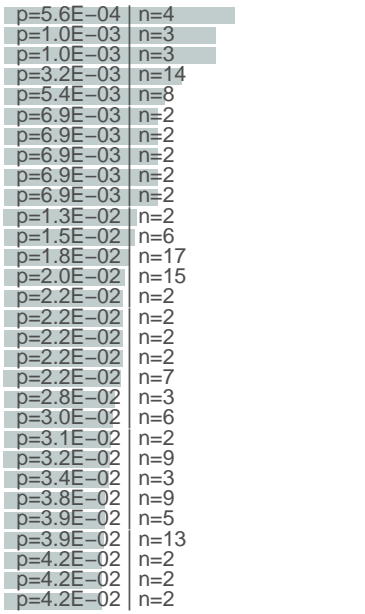 p=5.6E−04 | n=4
p=1.0E−03 | n=3
p=1.0E−03 | n=3
p=3.2E−03 | n=14
p=5.4E−03 | n=8
p=6.9E−03 | n=2
p=6.9E−03 | n=2
p=6.9E−03 | n=2
p=6.9E−03 | n=2
p=6.9E−03 | n=2
p=1.3E−02 | n=2
p=1.5E−02 | n=6
p=1.8E−02 | n=17
p=2.0E−02 | n=15
p=2.2E−02 | n=2
p=2.2E−02 | n=2
p=2.2E−02 | n=2
p=2.2E−02 | n=2
p=2.2E−02 | n=7
p=2.8E−02 | n=3
p=3.0E−02 | n=6
p=3.1E−02 | n=2
p=3.2E−02 | n=9
p=3.4E−02 | n=3
p=3.8E−02 | n=9
p=3.9E−02 | n=5
p=3.9E−02 | n=13
p=4.2E−02 | n=2
p=4.2E−02 | n=2
p=4.2E−02 | n=2